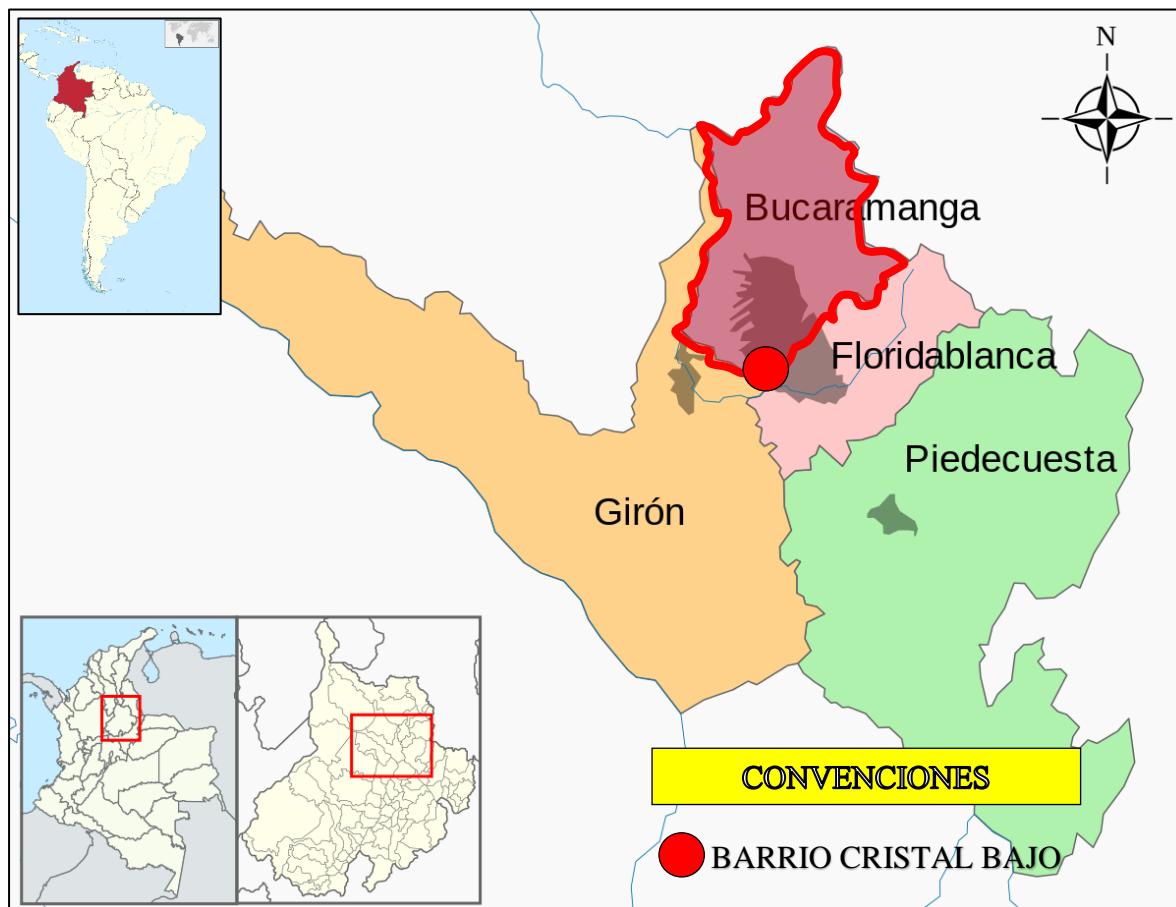 N
Bucaramanga
Floridablanca
Piedecuesta
Girón
CONVENCIONES
BARRIO CRISTAL BAJO